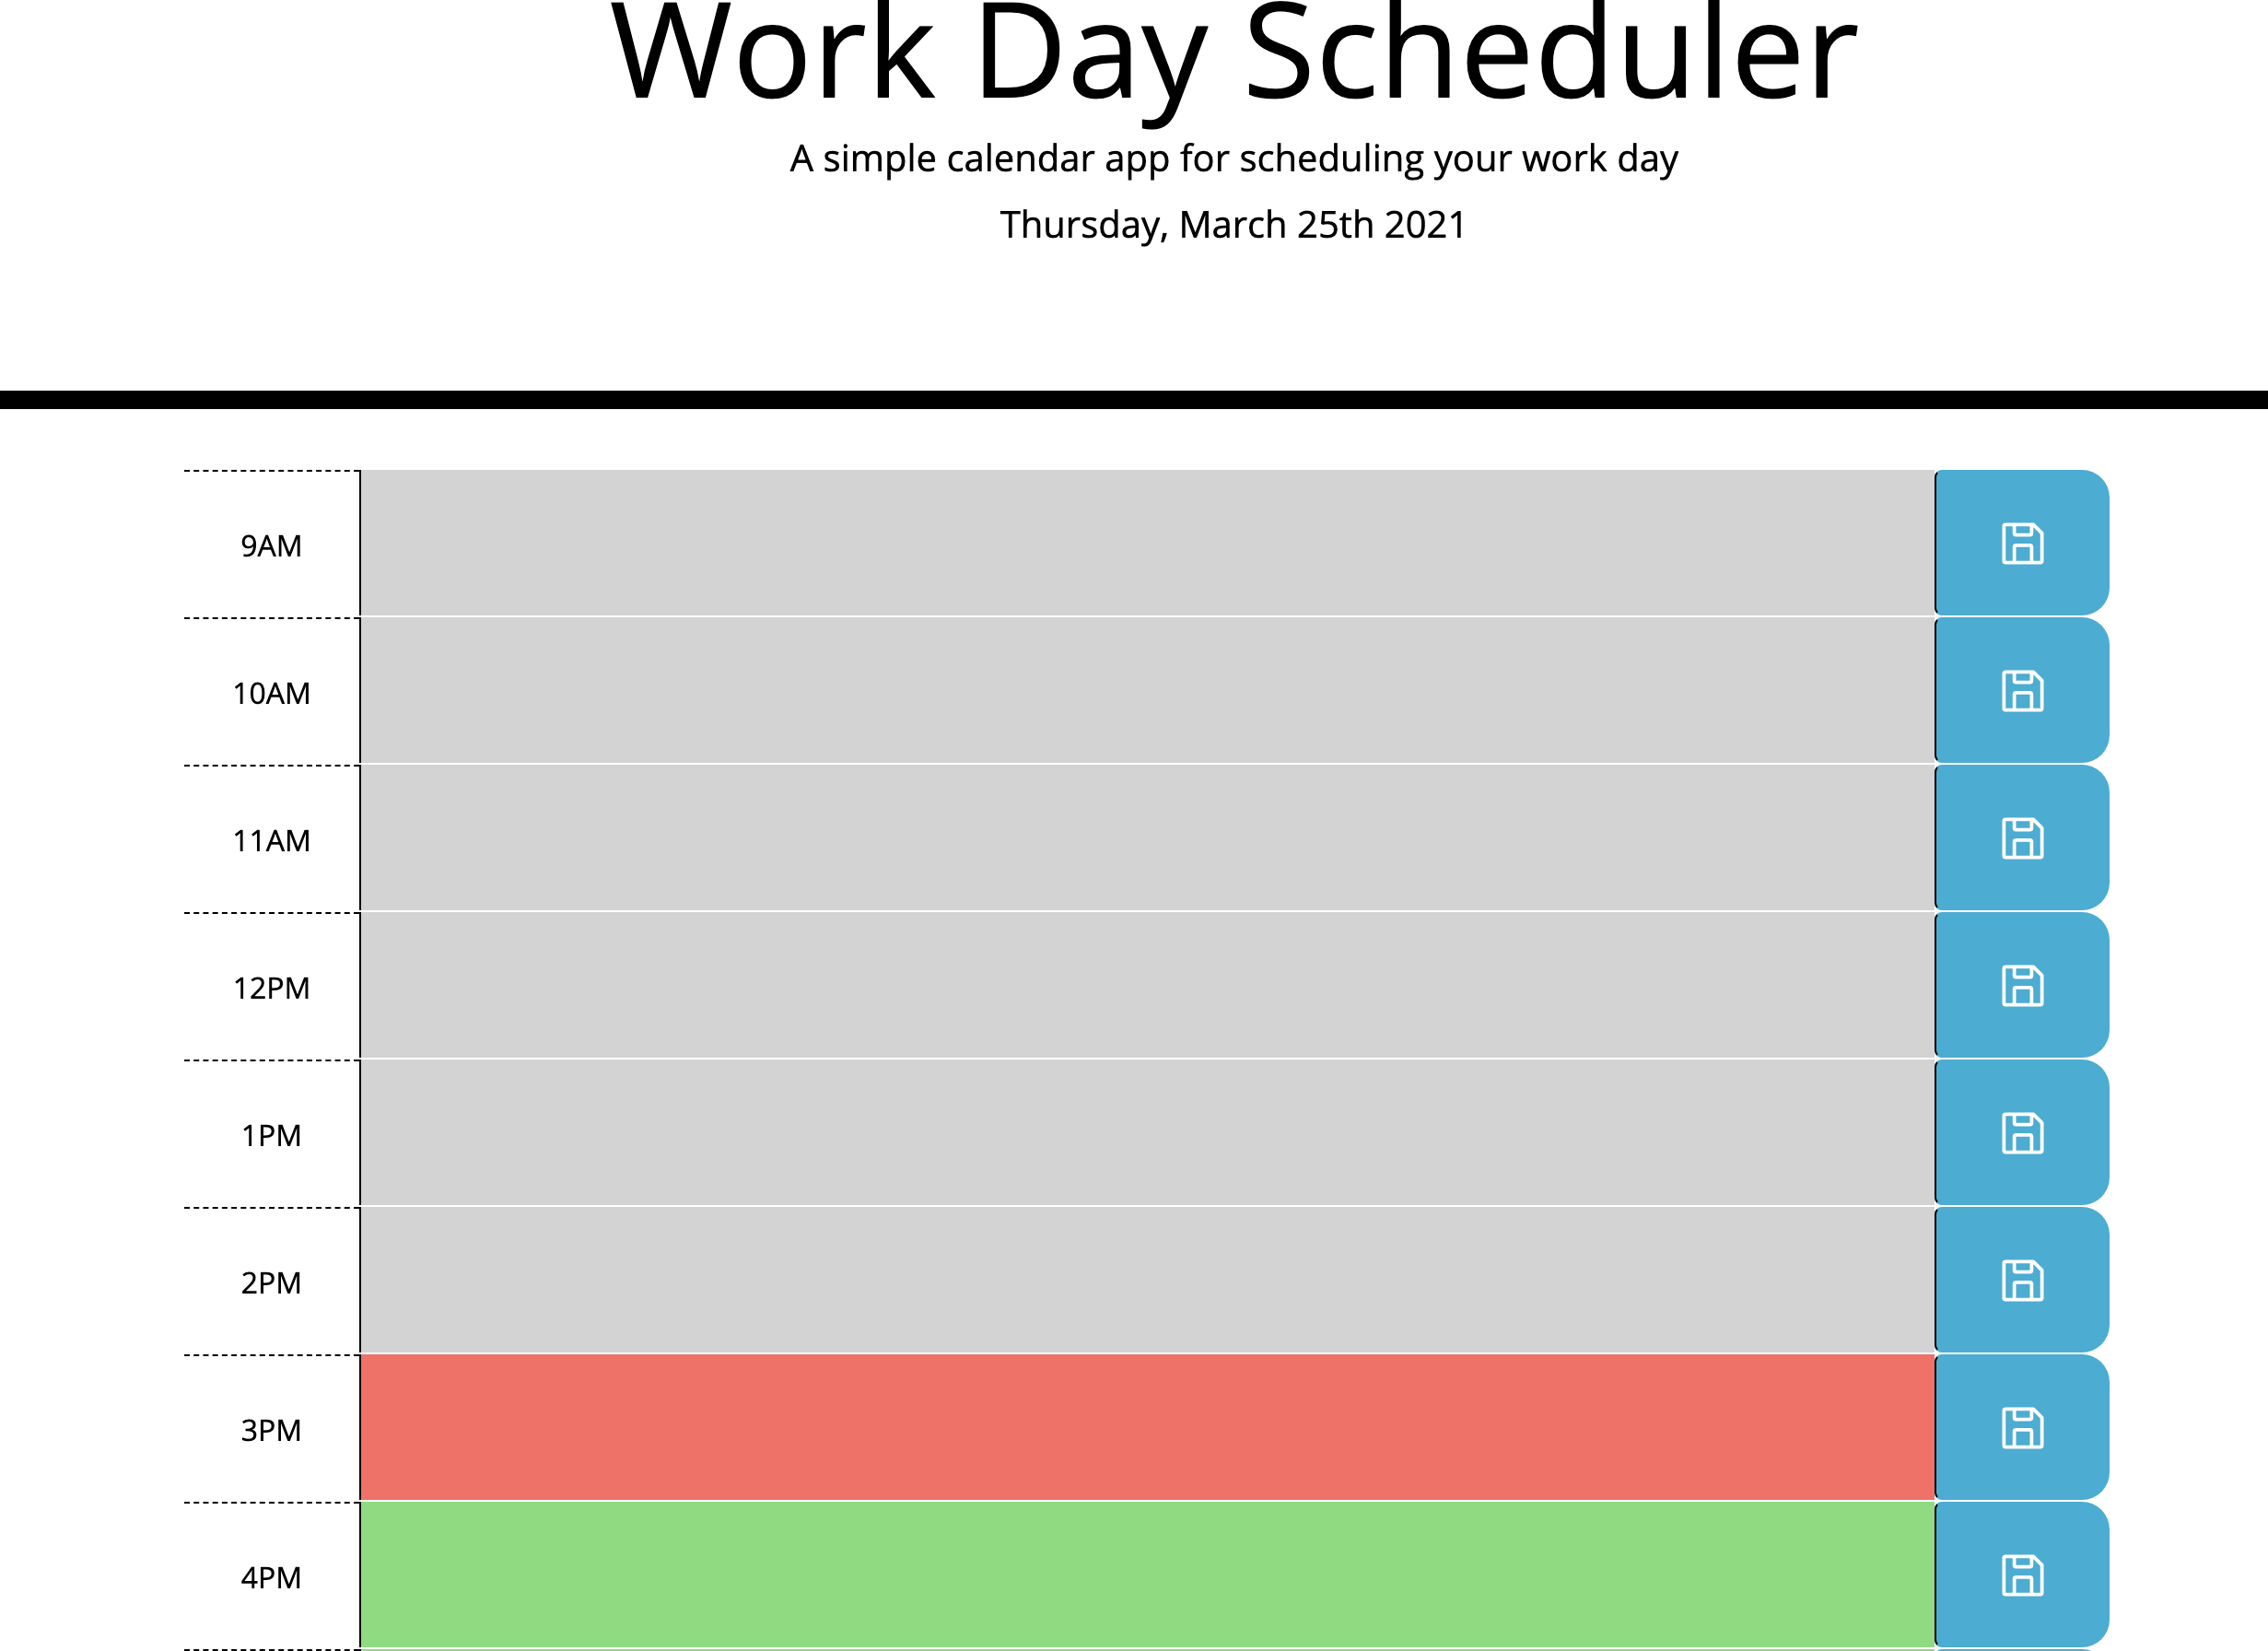 Work Day Scheduler
A simple calendar app for scheduling your work day
Thursday, March 25th 2021
9AM
10AM
11AM
12PM
1PM
2PM
3PM
4PM